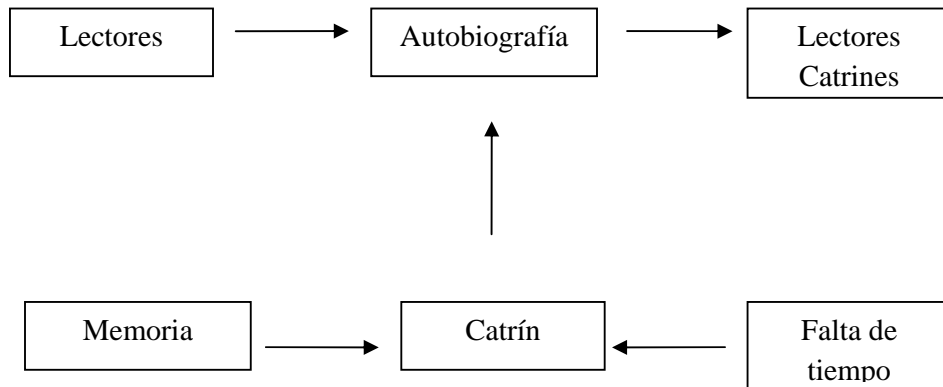 Lectores
Autobiografía
Lectores
Catrines
Memoria
Catrín
Falta de
tiempo